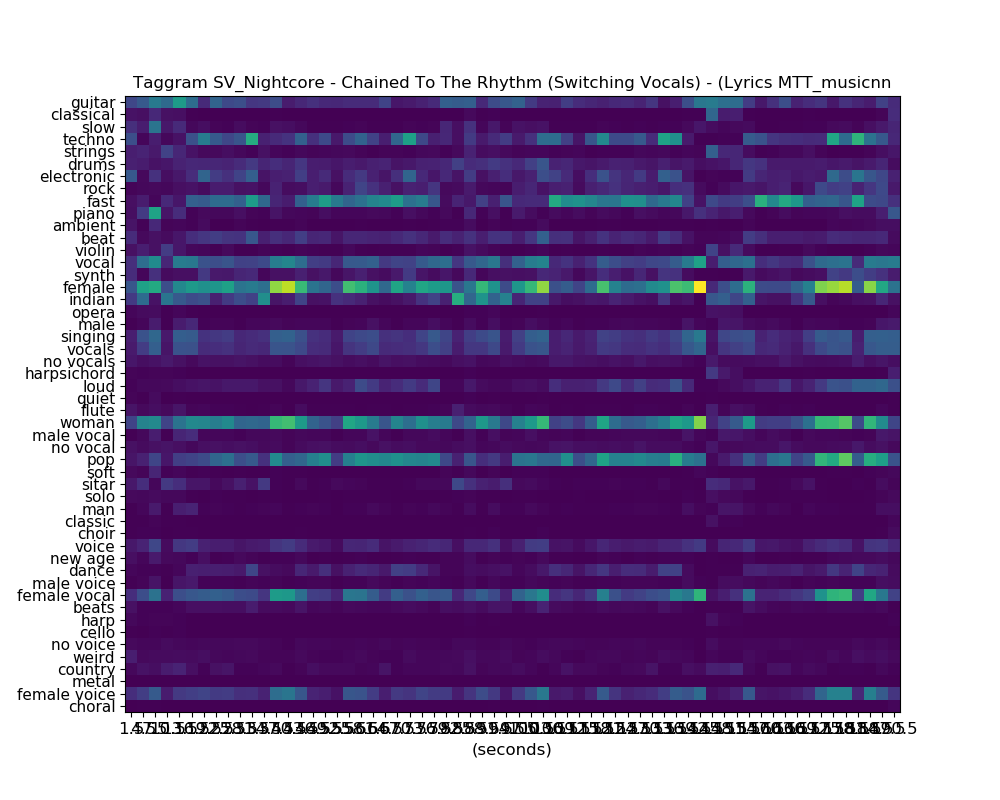 Taggram SV_Nightcore - Chained To The Rhythm (Switching Vocals) - (Lyrics MTT_musicnn
guitar
classical
slow
techno
strings
drums
electronic
rock
fast
piano
ambient
beat
violin
vocal
synth
female
indian
opera
male
singing
vocals
no vocals
harpsichord
loud
quiet
flute
woman
male vocal
no vocal
pop
soft
sitar
solo
man
classic
choir
voice
new age
dance
male voice
female vocal
beats
harp
cello
no voice
weird
country
metal
female voice
choral
(seconds)